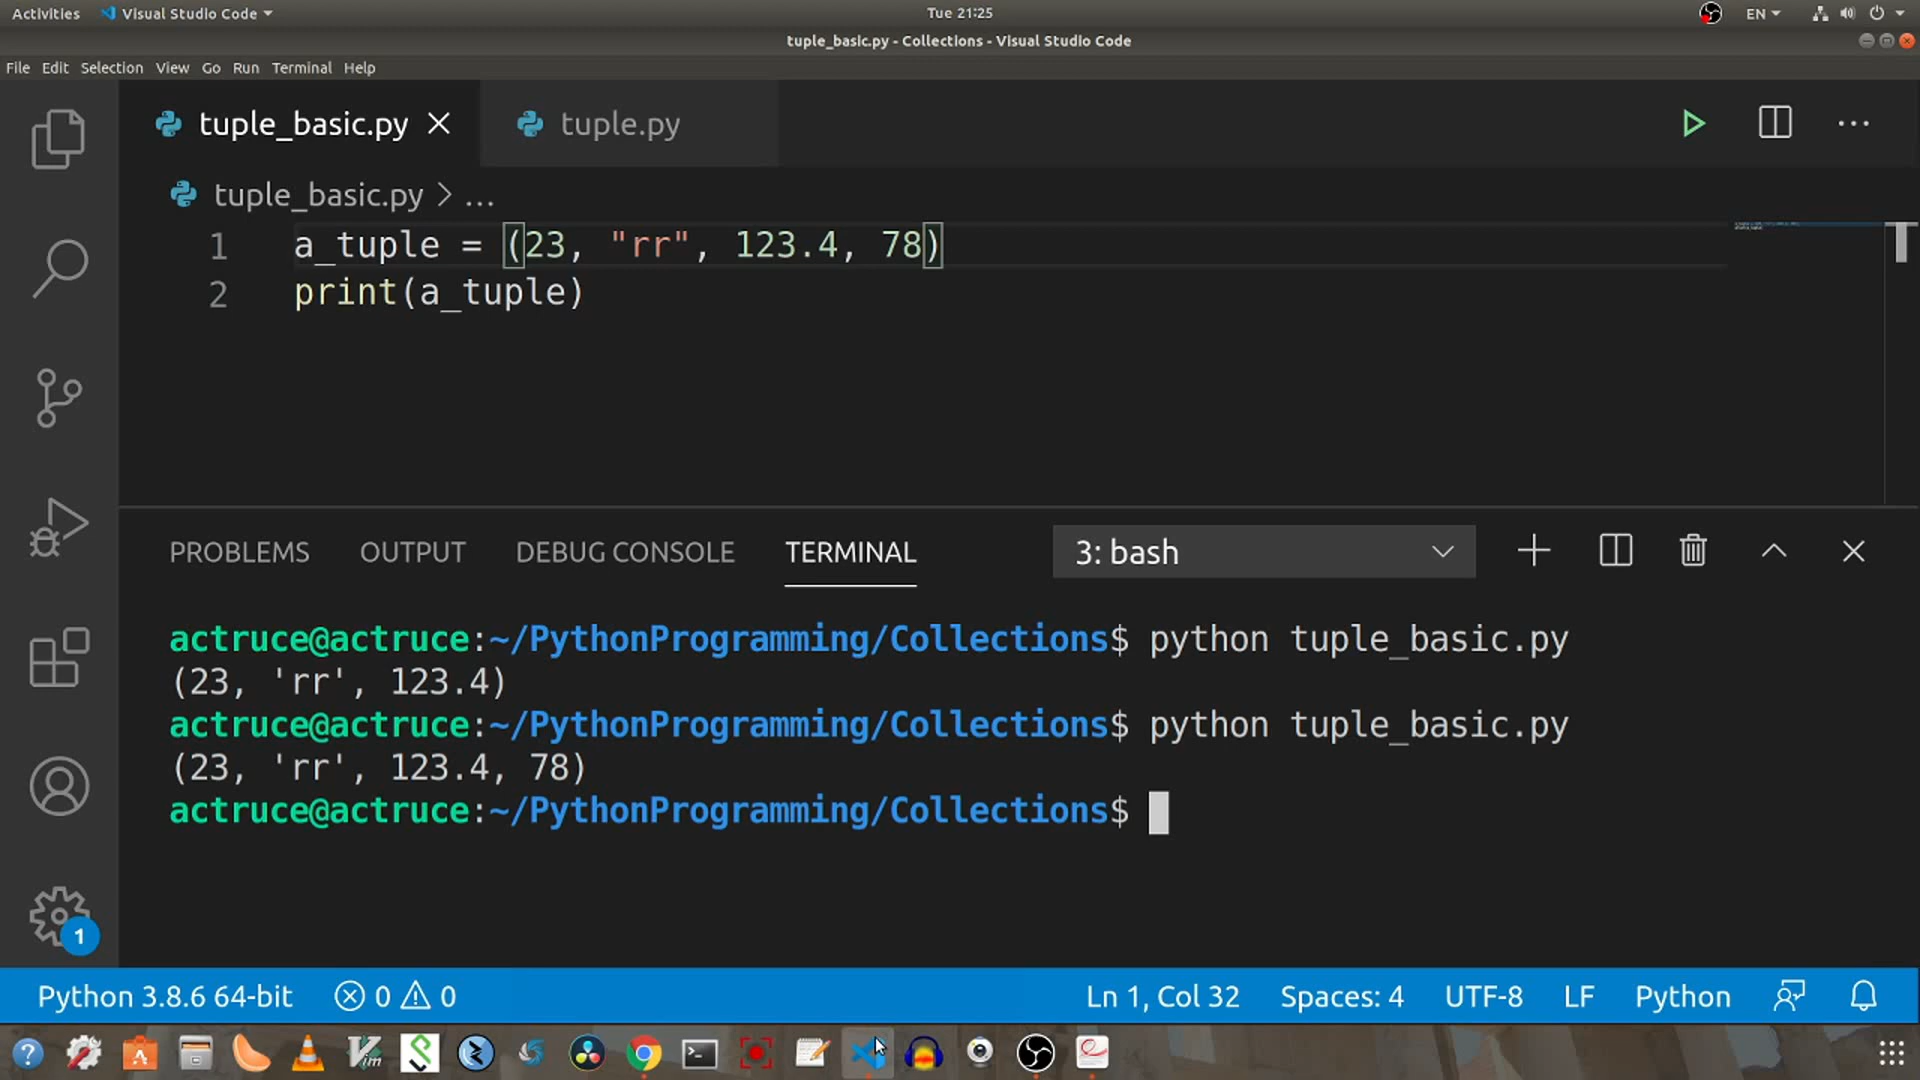 Activities Visual Studio Code Tue 21:25 EN
tuple_basic.py - Collections - Visual Studio Code
File Edit Selection View Go Run Terminal Help
tuple_basic.py tuple.py
tuple_basic.py > ...
1 a_tuple = (23, "rr", 123.4, 78)
2 print(a_tuple)
PROBLEMS OUTPUT DEBUG CONSOLE TERMINAL 3: bash
actruce@actruce:~/PythonProgramming/Collections$ python tuple_basic.py
(23, 'rr', 123.4)
actruce@actruce:~/PythonProgramming/Collections$ python tuple_basic.py
(23, 'rr', 123.4, 78)
actruce@actruce:~/PythonProgramming/Collections$
1
Python 3.8.6 64-bit 0 0 Ln 1, Col 32 Spaces: 4 UTF-8 LF Python